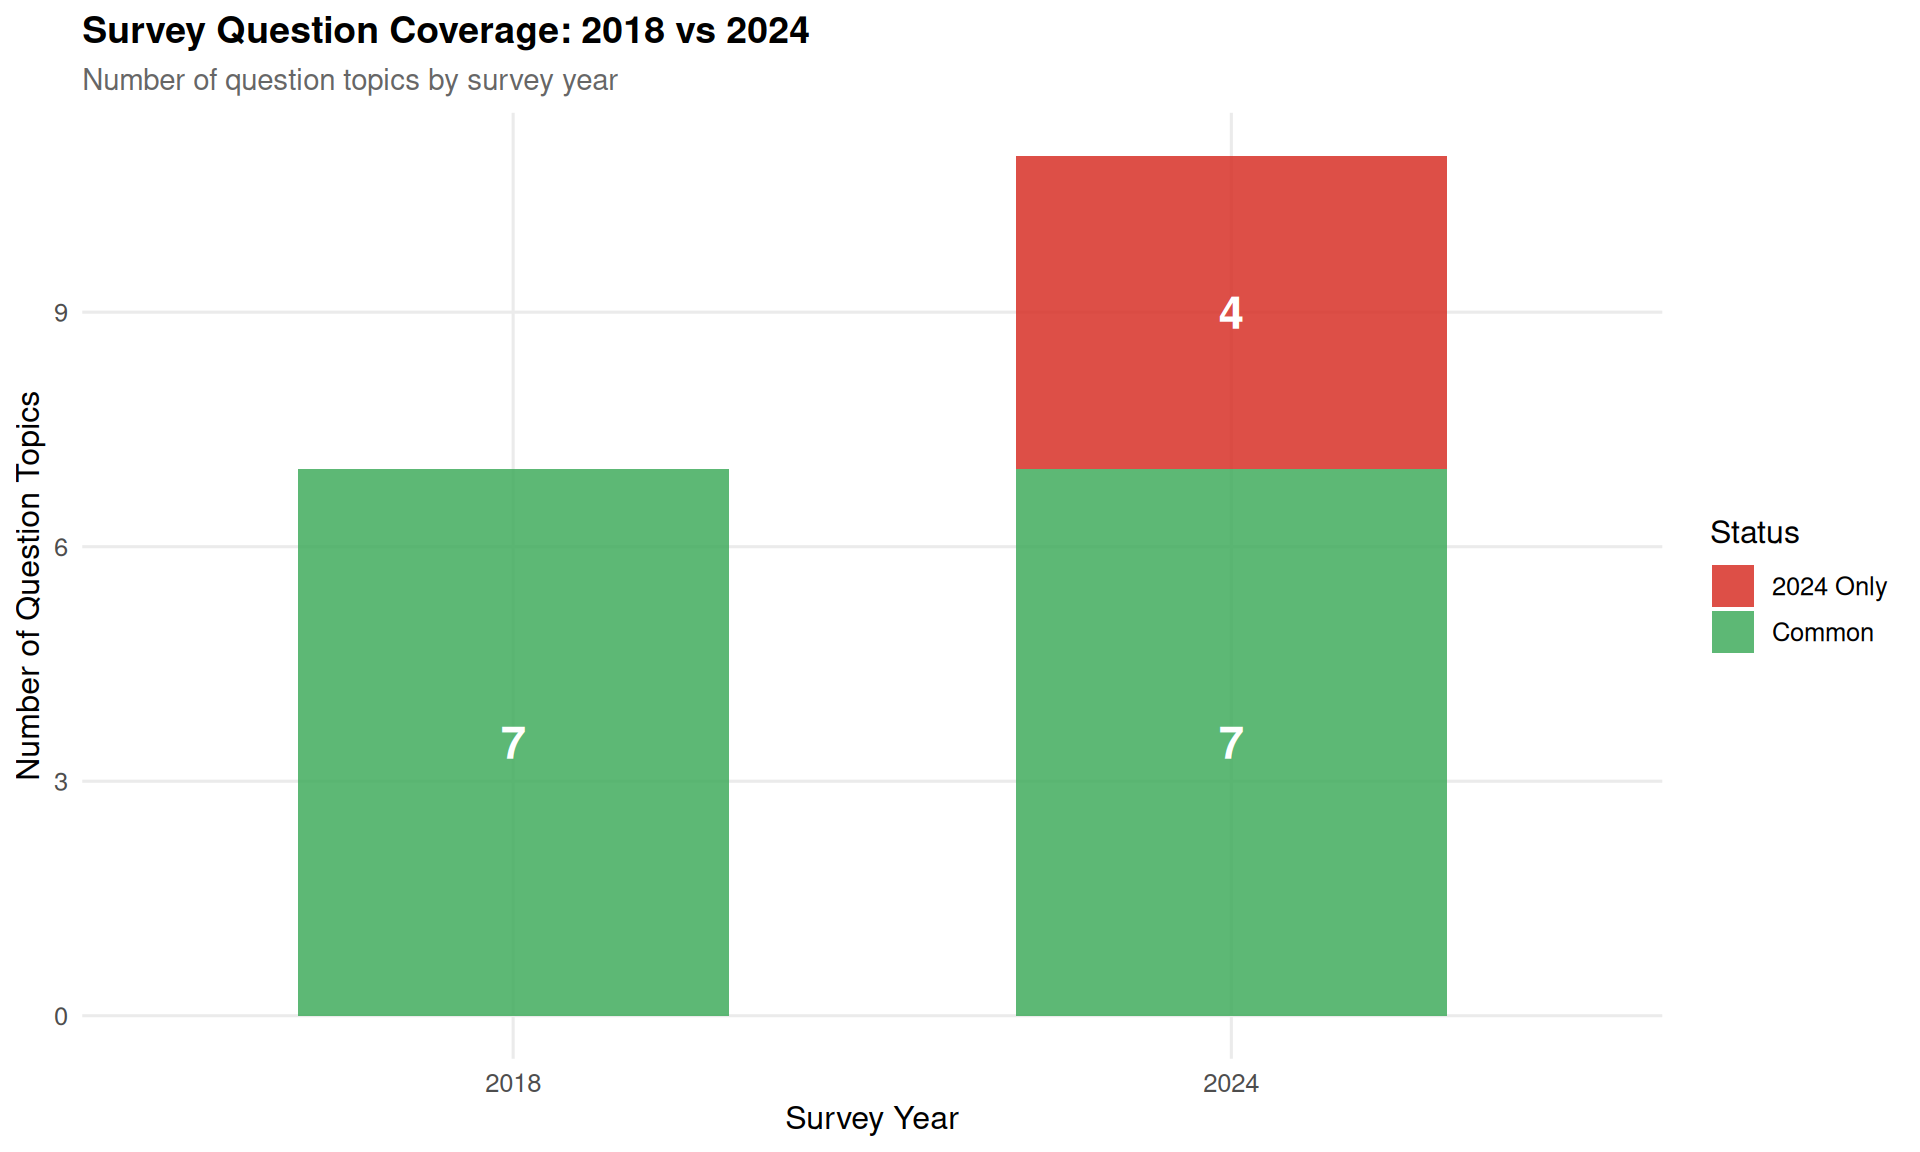 Survey Question Coverage: 2018 vs 2024
Number of question topics by survey year
Number of Question Topics
9
6
3
0
4
7
7
2018
2024
Survey Year
Status
2024 Only
Common